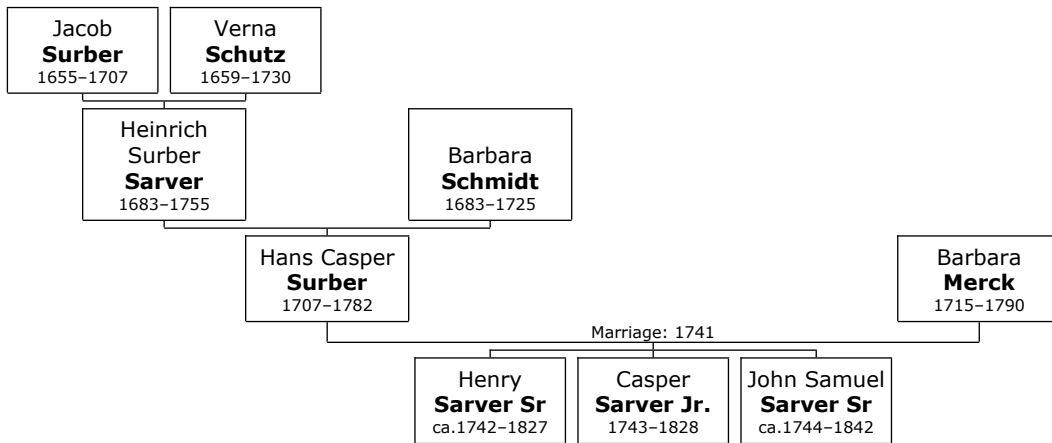 Jacob
Surber
1655–1707
Verna
Schutz
1659–1730
Heinrich
Surber
Sarver
1683–1755
Barbara
Schmidt
1683–1725
Hans Casper
Surber
1707–1782
Barbara
Merck
1715–1790
Marriage: 1741
Henry
Sarver Sr
ca.1742–1827
Casper
Sarver Jr.
1743–1828
John Samuel
Sarver Sr
ca.1744–1842